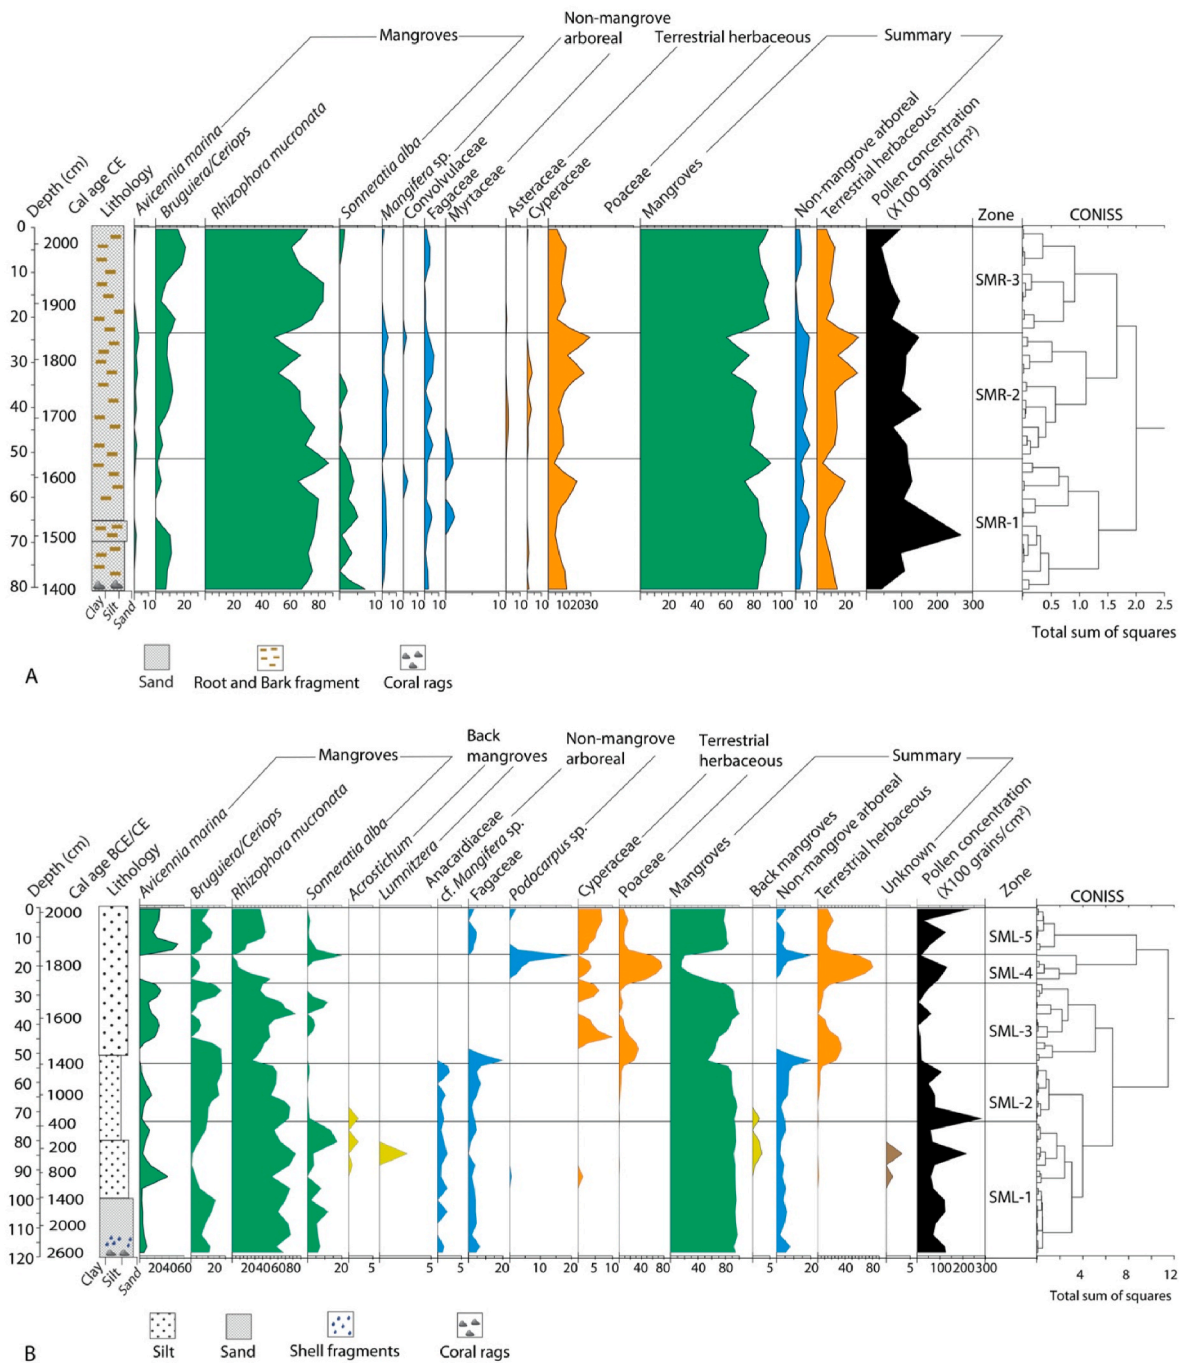 Mangroves
Non-mangrove
arboreal
Terrestrial herbaceous
Summary
Depth (cm)
Cal age CE
Lithology
Avicennia marina
Bruguiera/Ceriops
Rhizophora mucronata
Sonneratia alba
Mangifera sp.
Convolvulaceae
Fagaceae
Myrtaceae
Asteraceae
Cyperaceae
Poaceae
Mangroves
Non-mangrove arboreal
Terrestrial herbaceous
Pollen concentration
(X100 grains/cm²)
Zone
CONISS
0
2000
10
1900
20
30
1800
40
1700
50
1600
60
1500
70
80
1400
SMR-3
SMR-2
SMR-1
Clay
Silt
Sand
10 20 20 40 60 80 10 10 10 10 10 10 10 102030 20 40 60 80 100 10 20 100 200 300 0.5 1.0 1.5 2.0 2.5
Total sum of squares
A
Sand
Root and Bark fragment
Coral rags
Mangroves
Back
mangroves
Non-mangrove
arboreal
Terrestrial
herbaceous
Summary
Depth (cm)
Cal age BCE/CE
Lithology
Avicennia marina
Bruguiera/Ceriops
Rhizophora mucronata
Sonneratia alba
Acrostichum
Lumnitzera
Anacardiaceae
cf. Mangifera sp.
Fagaceae
Podocarpus sp.
Cyperaceae
Poaceae
Mangroves
Back mangroves
Non-mangrove arboreal
Terrestrial herbaceous
Unknown
Pollen concentration
(X100 grains/cm²)
Zone
CONISS
0
2000
10
20
1800
30
1600
40
50
1400
60
1000
70
400
80
200
90
800
100
1400
110
2000
120
2600
SML-5
SML-4
SML-3
SML-2
SML-1
Clay
Silt
Sand
204060 20 20406080 20 5 5 5 10 20 5 10 40 80 40 80 5 10 40 80 5 100200300 4 8 12
Total sum of squares
B
Silt
Sand
Shell fragments
Coral rags